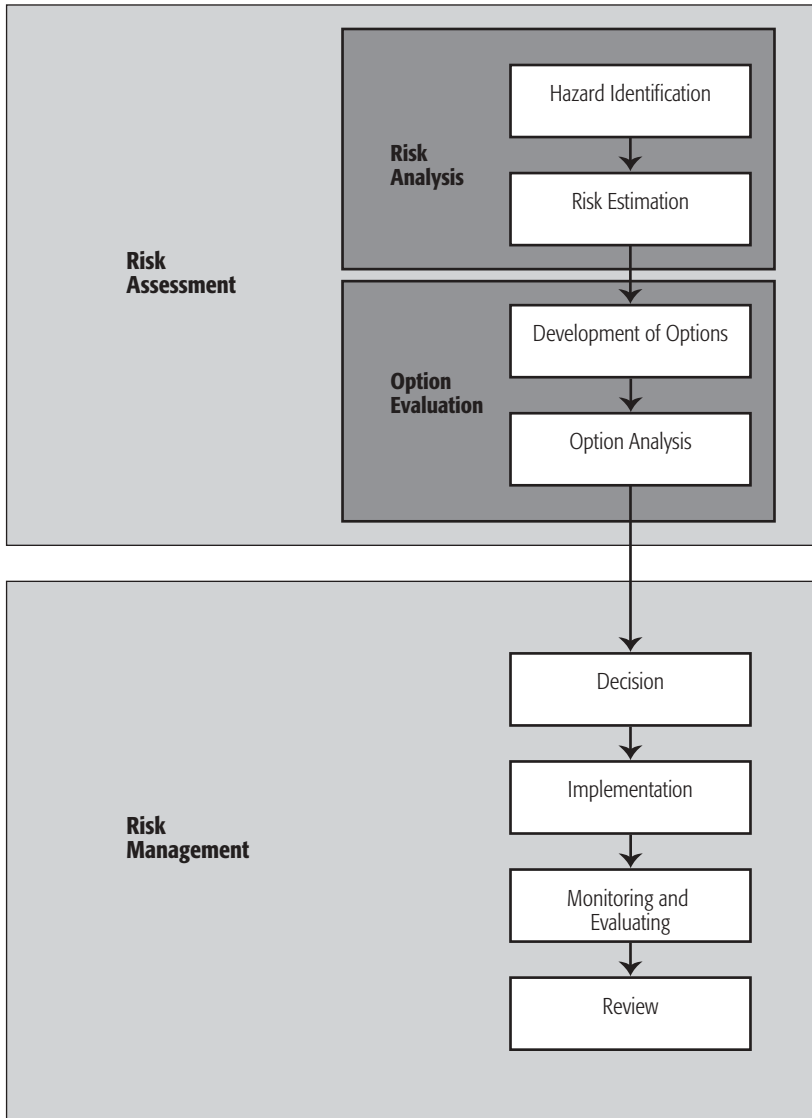 Hazard Identification
Risk
Analysis
Risk Estimation
Risk
Assessment
Development of Options
Option
Evaluation
Option Analysis
Decision
Implementation
Risk
Management
Monitoring and
Evaluating
Review